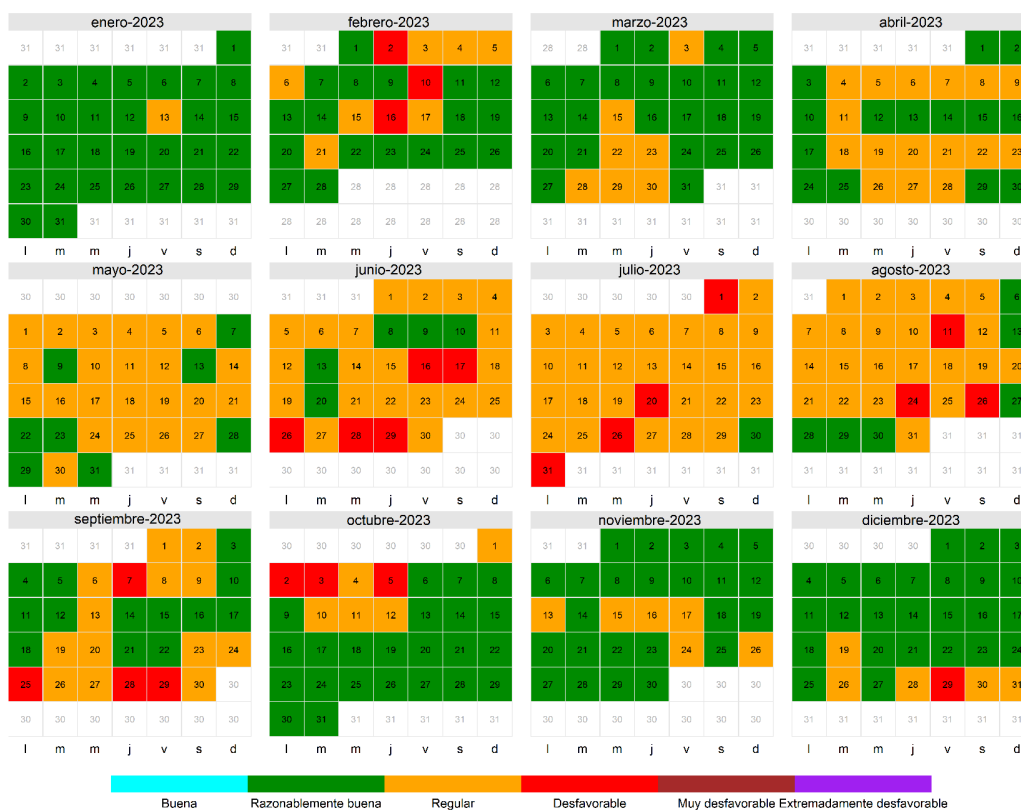 enero-2023
31 31 31 31 31 31 1
2 3 4 5 6 7 8
9 10 11 12 13 14 15
16 17 18 19 20 21 22
23 24 25 26 27 28 29
30 31 31 31 31 31 31
l m m j v s d
febrero-2023
31 31 1 2 3 4 5
6 7 8 9 10 11 12
13 14 15 16 17 18 19
20 21 22 23 24 25 26
27 28 28 28 28 28 28
28 28 28 28 28 28 28
l m m j v s d
marzo-2023
28 28 1 2 3 4 5
6 7 8 9 10 11 12
13 14 15 16 17 18 19
20 21 22 23 24 25 26
27 28 29 30 31 31 31
31 31 31 31 31 31 31
l m m j v s d
abril-2023
31 31 31 31 31 1 2
3 4 5 6 7 8 9
10 11 12 13 14 15 16
17 18 19 20 21 22 23
24 25 26 27 28 29 30
30 30 30 30 30 30 30
l m m j v s d
mayo-2023
30 30 30 30 30 30 30
1 2 3 4 5 6 7
8 9 10 11 12 13 14
15 16 17 18 19 20 21
22 23 24 25 26 27 28
29 30 31 31 31 31 31
l m m j v s d
junio-2023
31 31 31 1 2 3 4
5 6 7 8 9 10 11
12 13 14 15 16 17 18
19 20 21 22 23 24 25
26 27 28 29 30 30 30
30 30 30 30 30 30 30
l m m j v s d
julio-2023
30 30 30 30 30 1 2
3 4 5 6 7 8 9
10 11 12 13 14 15 16
17 18 19 20 21 22 23
24 25 26 27 28 29 30
31 31 31 31 31 31 31
l m m j v s d
agosto-2023
31 1 2 3 4 5 6
7 8 9 10 11 12 13
14 15 16 17 18 19 20
21 22 23 24 25 26 27
28 29 30 31 31 31 31
31 31 31 31 31 31 31
l m m j v s d
septiembre-2023
31 31 31 31 1 2 3
4 5 6 7 8 9 10
11 12 13 14 15 16 17
18 19 20 21 22 23 24
25 26 27 28 29 30 30
30 30 30 30 30 30 30
l m m j v s d
octubre-2023
30 30 30 30 30 30 1
2 3 4 5 6 7 8
9 10 11 12 13 14 15
16 17 18 19 20 21 22
23 24 25 26 27 28 29
30 31 31 31 31 31 31
l m m j v s d
noviembre-2023
31 31 1 2 3 4 5
6 7 8 9 10 11 12
13 14 15 16 17 18 19
20 21 22 23 24 25 26
27 28 29 30 30 30 30
30 30 30 30 30 30 30
l m m j v s d
diciembre-2023
30 30 30 30 1 2 3
4 5 6 7 8 9 10
11 12 13 14 15 16 17
18 19 20 21 22 23 24
25 26 27 28 29 30 31
31 31 31 31 31 31 31
l m m j v s d
Buena Razonablemente buena Regular Desfavorable Muy desfavorable Extremadamente desfavorable